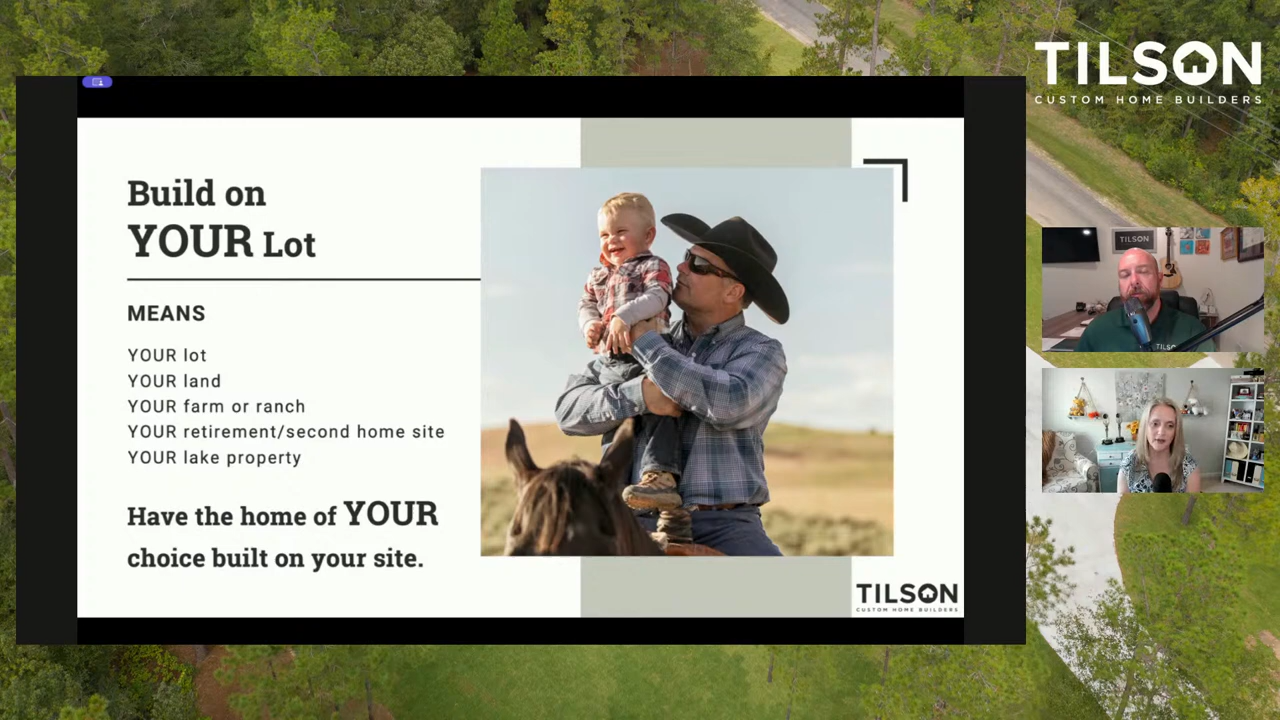 TILSON
CUSTOM HOME BUILDERS
Build on
YOUR Lot
MEANS
YOUR lot
YOUR land
YOUR farm or ranch
YOUR retirement/second home site
YOUR lake property
Have the home of YOUR
choice built on your site.
TILSON
CUSTOM HOME BUILDERS
TILSON
TILSON